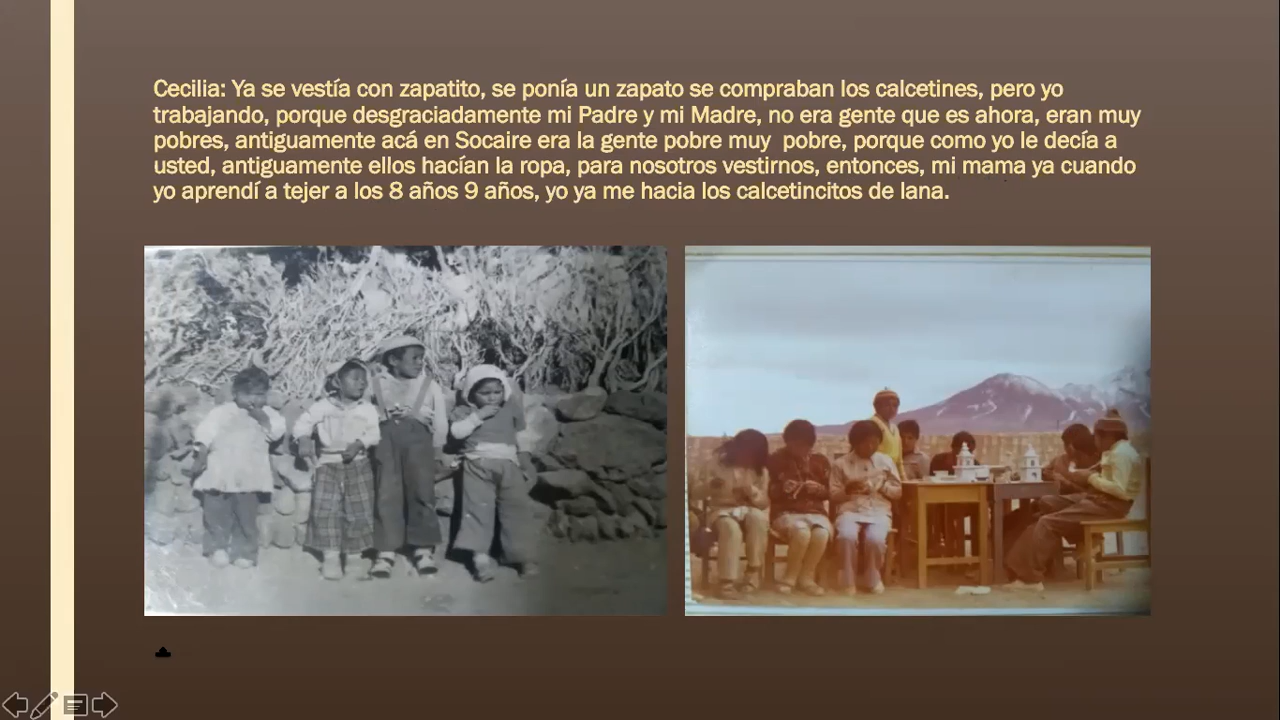 Cecilia: Ya se vestía con zapatito, se ponía un zapato se compraban los calcetines, pero yo
trabajando, porque desgraciadamente mi Padre y mi Madre, no era gente que es ahora, eran muy
pobres, antiguamente acá en Socaire era la gente pobre muy  pobre, porque como yo le decía a
usted, antiguamente ellos hacían la ropa, para nosotros vestirnos, entonces, mi mama ya cuando
yo aprendí a tejer a los 8 años 9 años, yo ya me hacia los calcetincitos de lana.